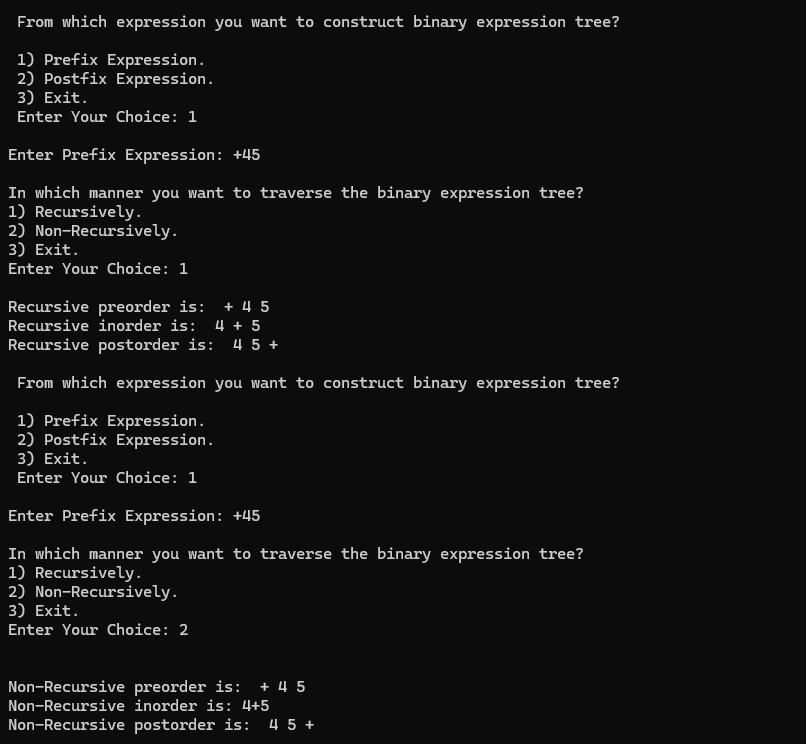 From which expression you want to construct binary expression tree?
1) Prefix Expression.
2) Postfix Expression.
3) Exit.
Enter Your Choice: 1
Enter Prefix Expression: +45
In which manner you want to traverse the binary expression tree?
1) Recursively.
2) Non-Recursively.
3) Exit.
Enter Your Choice: 1
Recursive preorder is:  + 4 5
Recursive inorder is:  4 + 5
Recursive postorder is:  4 5 +
From which expression you want to construct binary expression tree?
1) Prefix Expression.
2) Postfix Expression.
3) Exit.
Enter Your Choice: 1
Enter Prefix Expression: +45
In which manner you want to traverse the binary expression tree?
1) Recursively.
2) Non-Recursively.
3) Exit.
Enter Your Choice: 2
Non-Recursive preorder is:  + 4 5
Non-Recursive inorder is: 4+5
Non-Recursive postorder is:  4 5 +